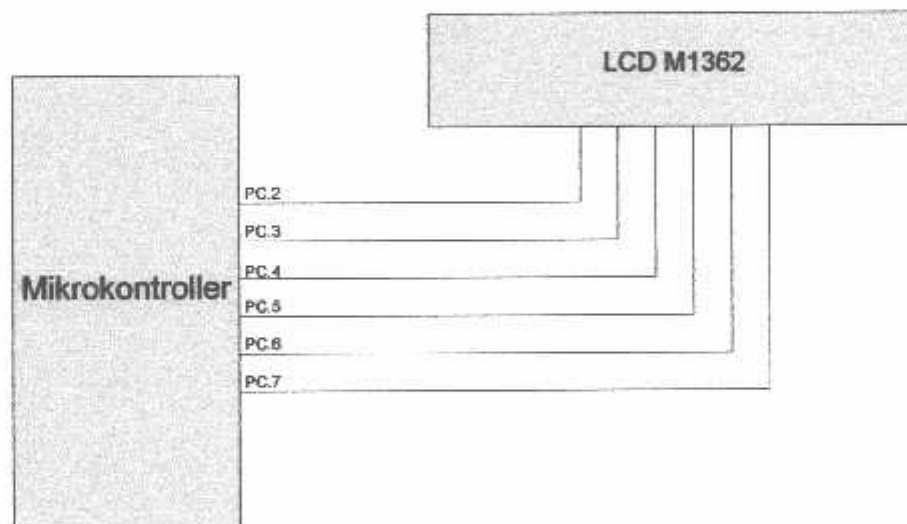 LCD M1362
PC.2
PC.3
PC.4
Mikrokontroller
PC.5
PC.6
PC.7